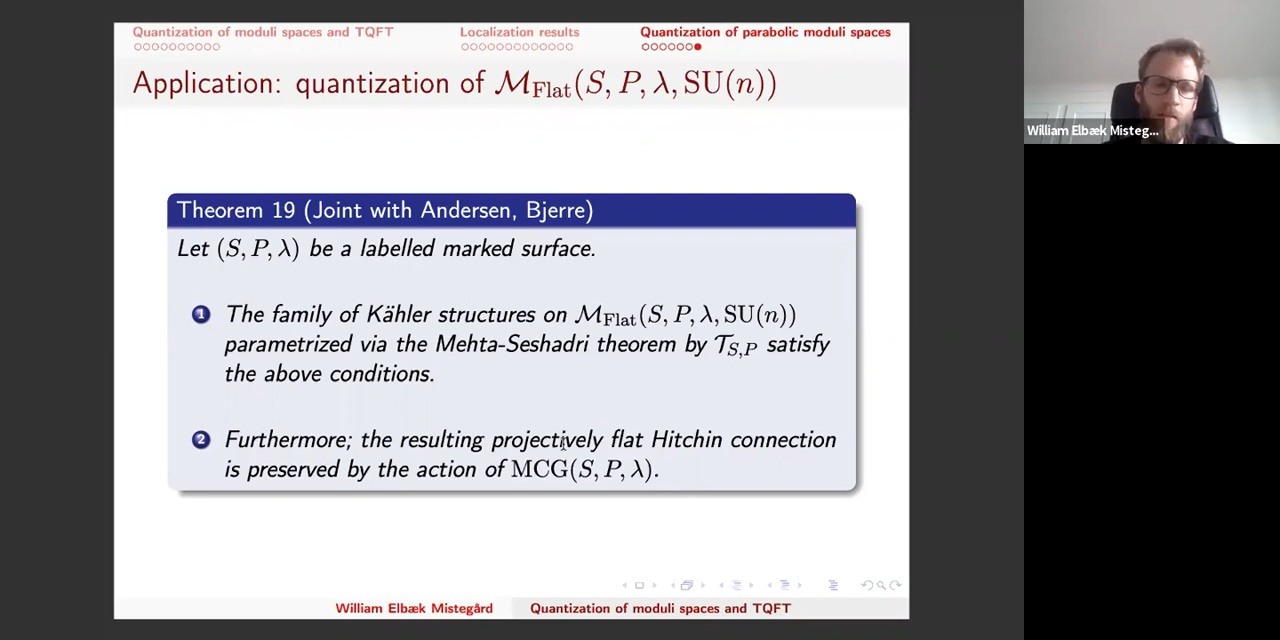 Quantization of moduli spaces and TQFT
Localization results
Quantization of parabolic moduli spaces
Application: quantization of ℳ_Flat(S, P, λ, SU(n))
Theorem 19 (Joint with Andersen, Bjerre)
Let (S, P, λ) be a labelled marked surface.
1 The family of Kähler structures on ℳ_Flat(S, P, λ, SU(n))
parametrized via the Mehta-Seshadri theorem by 𝒯_{S,P} satisfy
the above conditions.
2 Furthermore; the resulting projectively flat Hitchin connection
is preserved by the action of MCG(S, P, λ).
William Elbæk Mistegård
Quantization of moduli spaces and TQFT
William Elbæk Misteg...